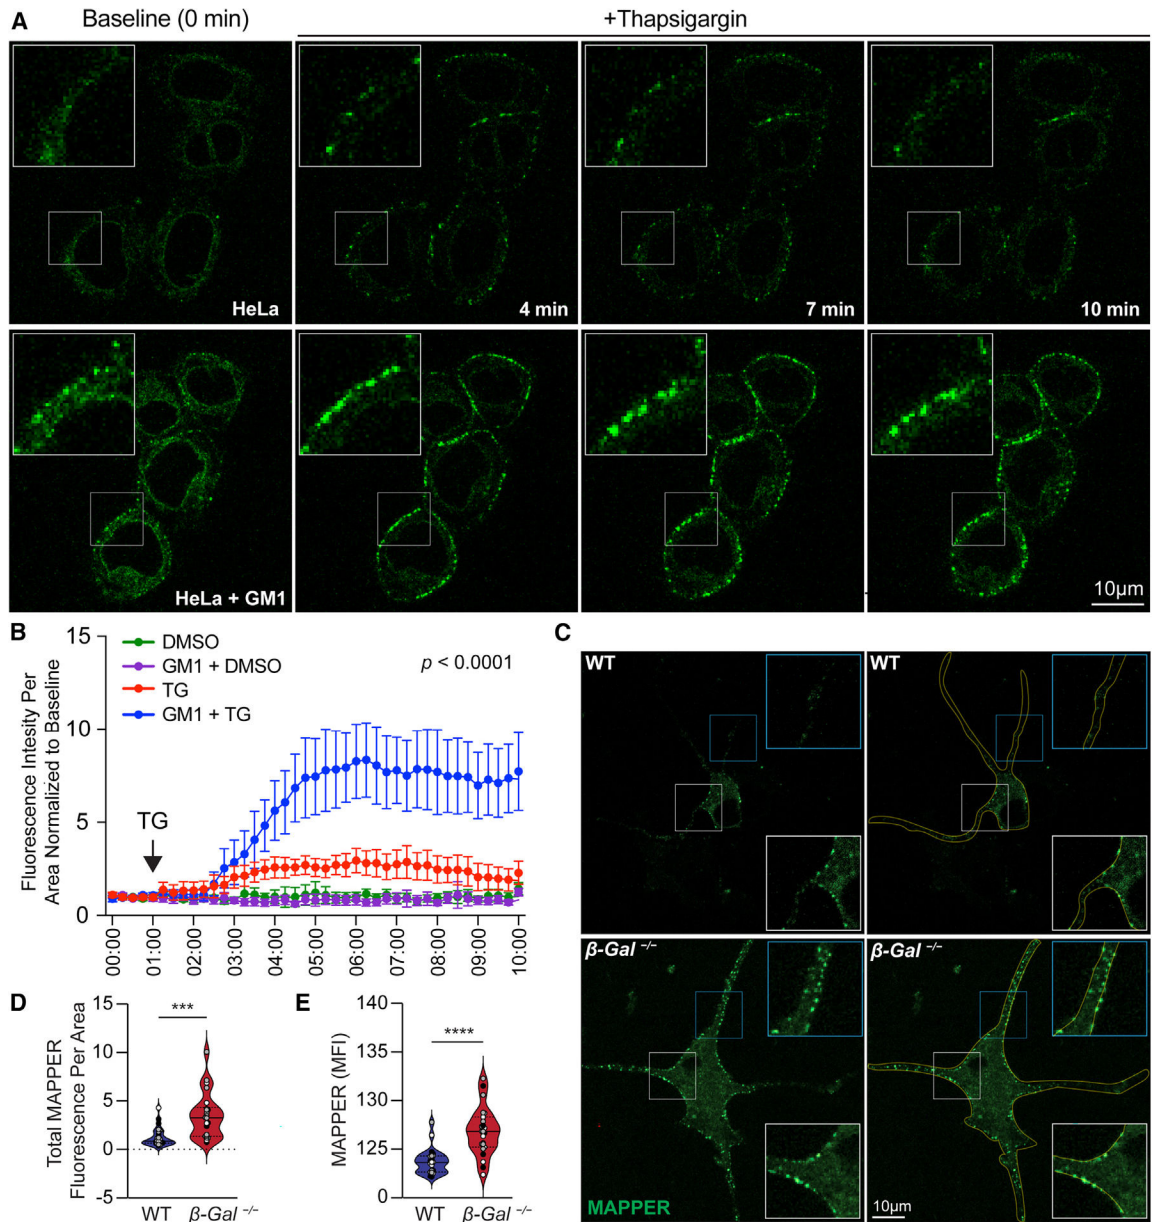 A
Baseline (0 min)
+Thapsigargin
HeLa
4 min
7 min
10 min
HeLa + GM1
10µm
B
Fluorescence Intesity Per
Area Normalized to Baseline
15
10
5
0
DMSO
GM1 + DMSO
TG
GM1 + TG
p < 0.0001
TG
00:00
01:00
02:00
03:00
04:00
05:00
06:00
07:00
08:00
09:00
10:00
C
WT
WT
β-Gal -/-
β-Gal -/-
MAPPER
10µm
D
Total MAPPER
Fluorescence Per Area
15
10
5
0
-5
***
WT
β-Gal -/-
E
MAPPER (MFI)
140
135
130
125
120
****
WT
β-Gal -/-